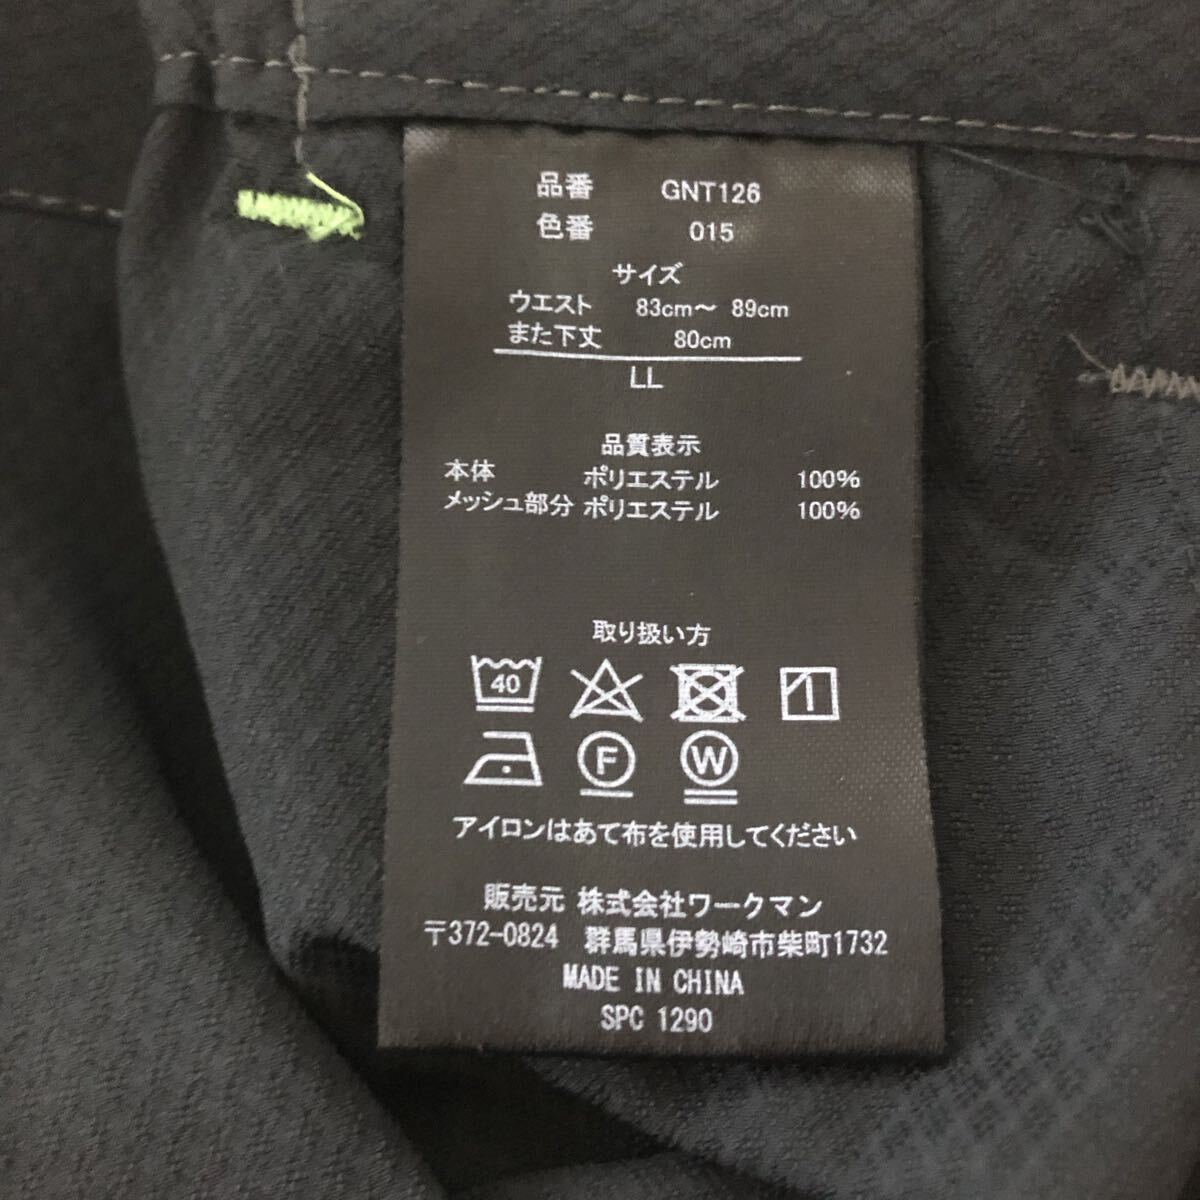 品番 GNT126
色番 015
サイズ
ウエスト 83cm～ 89cm
また下丈 80cm
LL
品質表示
本体 ポリエステル 100%
メッシュ部分 ポリエステル 100%
取り扱い方
40
F W
アイロンはあて布を使用してください
販売元 株式会社ワークマン
〒372-0824 群馬県伊勢崎市柴町1732
MADE IN CHINA
SPC 1290